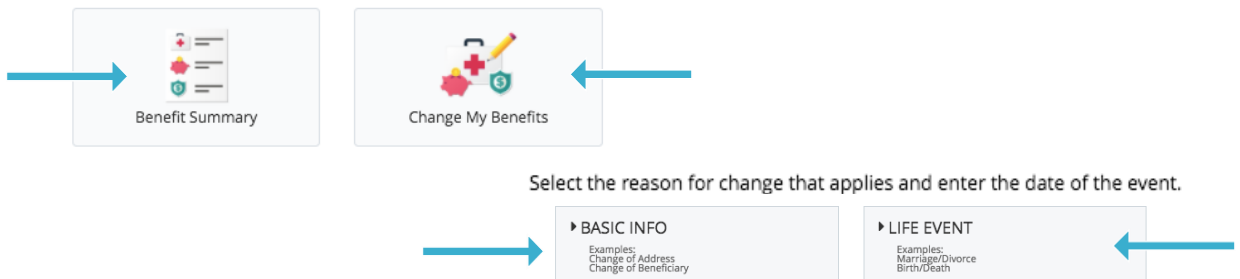 Benefit Summary
Change My Benefits
Select the reason for change that applies and enter the date of the event.
BASIC INFO
Examples:
Change of Address
Change of Beneficiary
LIFE EVENT
Examples:
Marriage/Divorce
Birth/Death